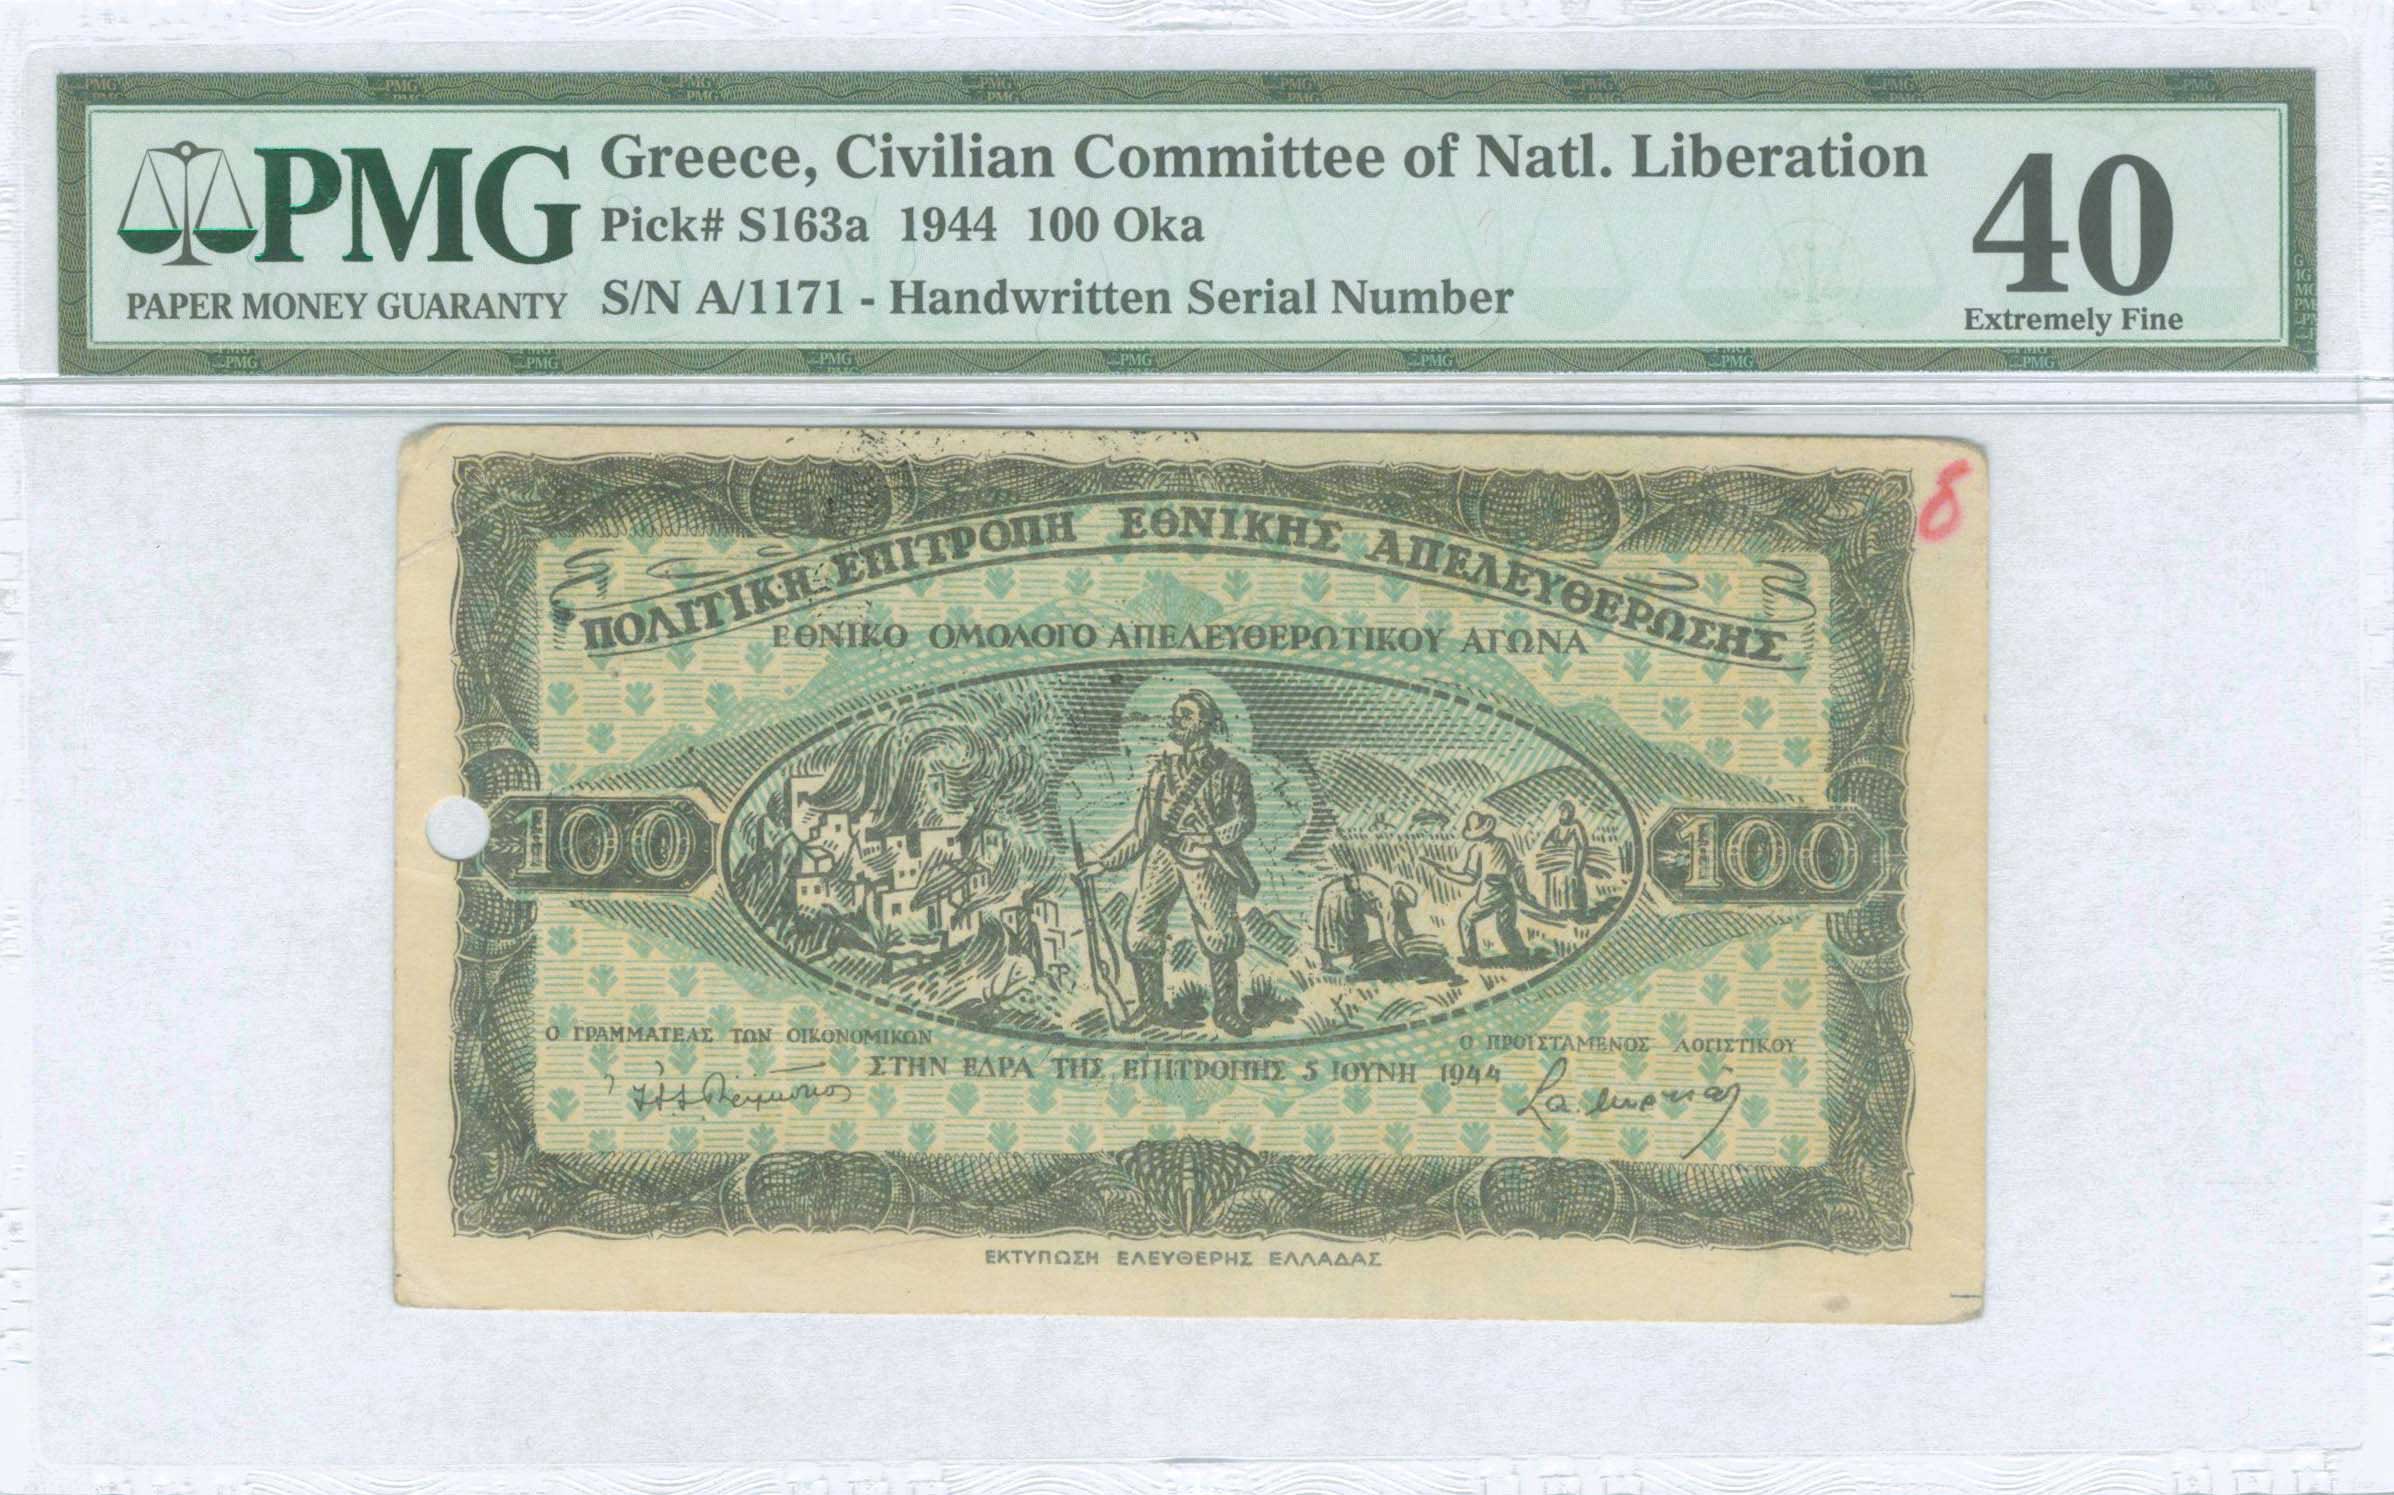 PMG
PAPER MONEY GUARANTY
Greece, Civilian Committee of Natl. Liberation
Pick# S163a 1944 100 Oka
S/N A/1171 - Handwritten Serial Number
40
Extremely Fine
δ
ΠΟΛΙΤΙΚΗ ΕΠΙΤΡΟΠΗ ΕΘΝΙΚΗΣ ΑΠΕΛΕΥΘΕΡΩΣΗΣ
ΕΘΝΙΚΟ ΟΜΟΛΟΓΟ ΑΠΕΛΕΥΘΕΡΩΤΙΚΟΥ ΑΓΩΝΑ
100
100
Ο ΓΡΑΜΜΑΤΕΑΣ ΤΩΝ ΟΙΚΟΝΟΜΙΚΩΝ
Ο ΠΡΟΙΣΤΑΜΕΝΟΣ ΛΟΓΙΣΤΙΚΟΥ
ΣΤΗΝ ΕΔΡΑ ΤΗΣ ΕΠΙΤΡΟΠΗΣ 5 ΙΟΥΝΗ 1944
ΕΚΤΥΠΩΣΗ ΕΛΕΥΘΕΡΗΣ ΕΛΛΑΔΑΣ